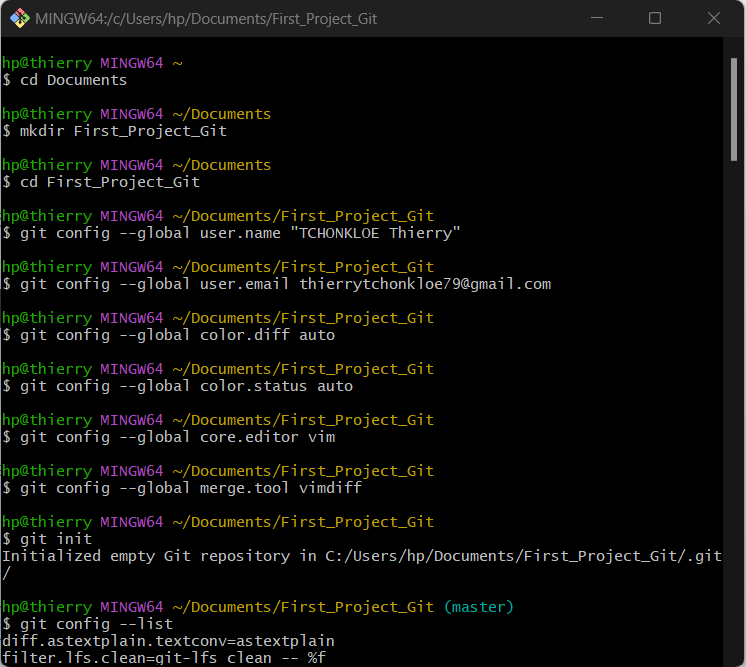 MINGW64:/c/Users/hp/Documents/First_Project_Git
hp@thierry MINGW64 ~
$ cd Documents
hp@thierry MINGW64 ~/Documents
$ mkdir First_Project_Git
hp@thierry MINGW64 ~/Documents
$ cd First_Project_Git
hp@thierry MINGW64 ~/Documents/First_Project_Git
$ git config --global user.name "TCHONKLOE Thierry"
hp@thierry MINGW64 ~/Documents/First_Project_Git
$ git config --global user.email thierrytchonkloe79@gmail.com
hp@thierry MINGW64 ~/Documents/First_Project_Git
$ git config --global color.diff auto
hp@thierry MINGW64 ~/Documents/First_Project_Git
$ git config --global color.status auto
hp@thierry MINGW64 ~/Documents/First_Project_Git
$ git config --global core.editor vim
hp@thierry MINGW64 ~/Documents/First_Project_Git
$ git config --global merge.tool vimdiff
hp@thierry MINGW64 ~/Documents/First_Project_Git
$ git init
Initialized empty Git repository in C:/Users/hp/Documents/First_Project_Git/.git
/
hp@thierry MINGW64 ~/Documents/First_Project_Git (master)
$ git config --list
diff.astextplain.textconv=astextplain
filter.lfs.clean=git-lfs clean -- %f